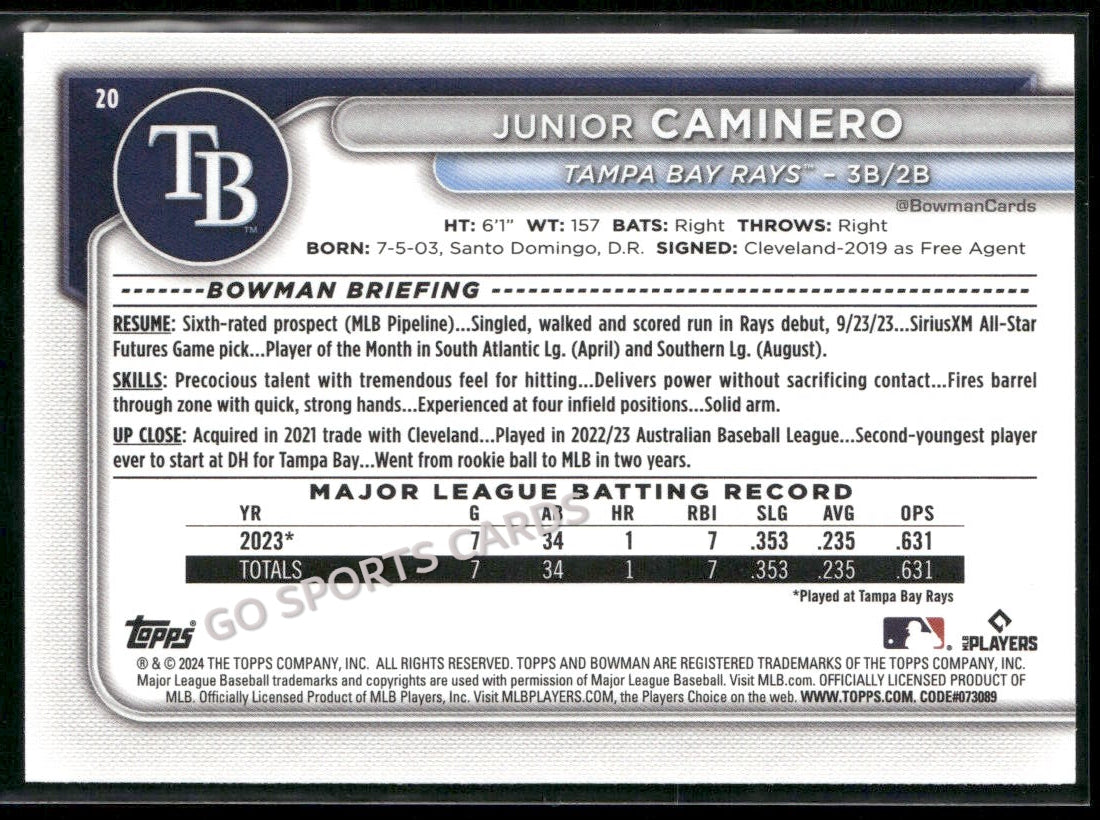 20
TB
TM
JUNIOR CAMINERO
TAMPA BAY RAYS™ – 3B/2B
@BowmanCards
HT: 6'1" WT: 157 BATS: Right THROWS: Right
BORN: 7-5-03, Santo Domingo, D.R. SIGNED: Cleveland-2019 as Free Agent
BOWMAN BRIEFING
RESUME: Sixth-rated prospect (MLB Pipeline)...Singled, walked and scored run in Rays debut, 9/23/23...SiriusXM All-Star
Futures Game pick...Player of the Month in South Atlantic Lg. (April) and Southern Lg. (August).
SKILLS: Precocious talent with tremendous feel for hitting...Delivers power without sacrificing contact...Fires barrel
through zone with quick, strong hands...Experienced at four infield positions...Solid arm.
UP CLOSE: Acquired in 2021 trade with Cleveland...Played in 2022/23 Australian Baseball League...Second-youngest player
ever to start at DH for Tampa Bay...Went from rookie ball to MLB in two years.
MAJOR LEAGUE BATTING RECORD
YR G AB HR RBI SLG AVG OPS
2023* 7 34 1 7 .353 .235 .631
TOTALS 7 34 1 7 .353 .235 .631
*Played at Tampa Bay Rays
GO SPORTS CARDS
Topps®
MLB PLAYERS
® & © 2024 THE TOPPS COMPANY, INC. ALL RIGHTS RESERVED. TOPPS AND BOWMAN ARE REGISTERED TRADEMARKS OF THE TOPPS COMPANY, INC.
Major League Baseball trademarks and copyrights are used with permission of Major League Baseball. Visit MLB.com. OFFICIALLY LICENSED PRODUCT OF
MLB. Officially Licensed Product of MLB Players, Inc. Visit MLBPLAYERS.COM, the Players Choice on the web. WWW.TOPPS.COM. CODE#073089